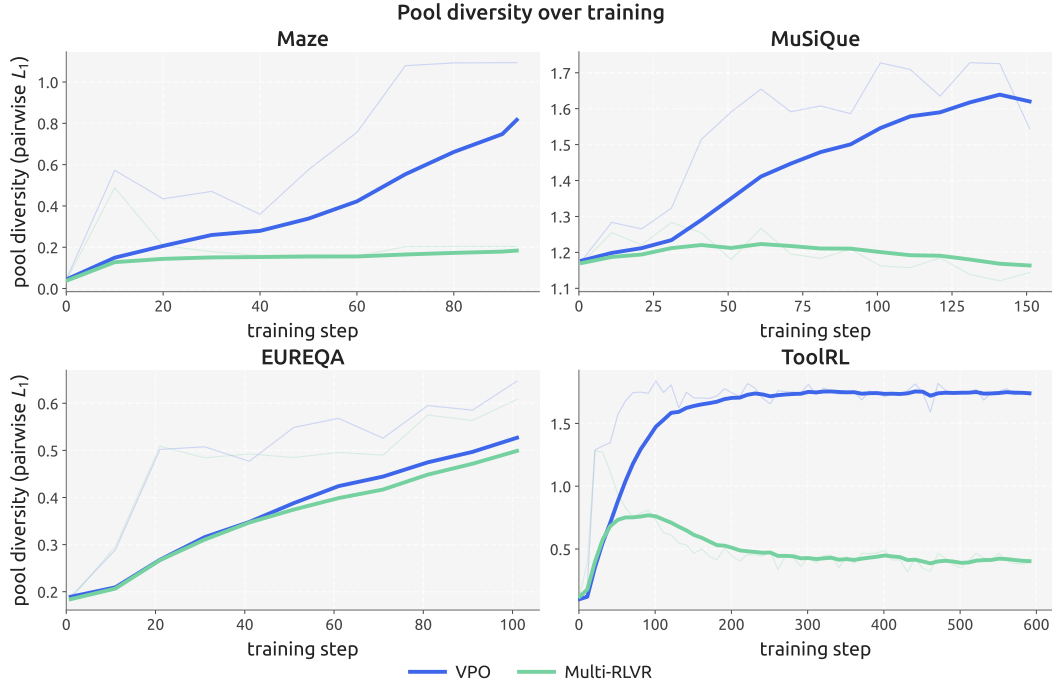 Pool diversity over training
Maze
MuSiQue
pool diversity (pairwise L₁)
1.0
0.8
0.6
0.4
0.2
0.0
0 20 40 60 80
training step
1.7
1.6
1.5
1.4
1.3
1.2
1.1
0 25 50 75 100 125 150
training step
EUREQA
ToolRL
pool diversity (pairwise L₁)
0.6
0.5
0.4
0.3
0.2
0 20 40 60 80 100
training step
1.5
1.0
0.5
0 100 200 300 400 500 600
training step
VPO Multi-RLVR